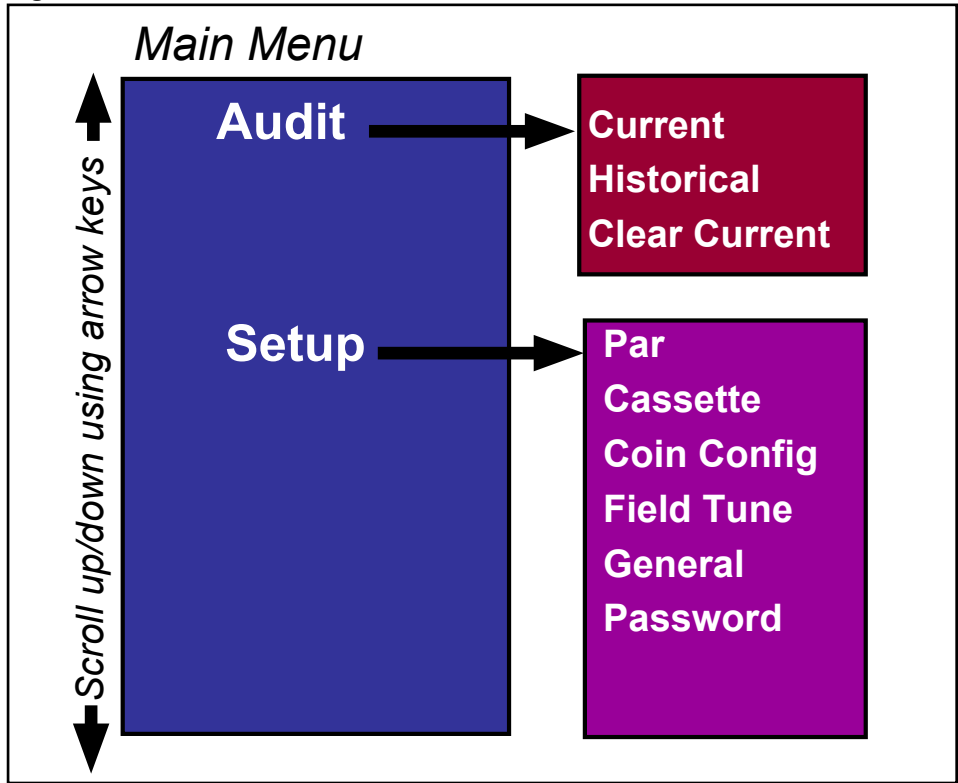 Main Menu
Scroll up/down using arrow keys
Audit
Current
Historical
Clear Current
Setup
Par
Cassette
Coin Config
Field Tune
General
Password